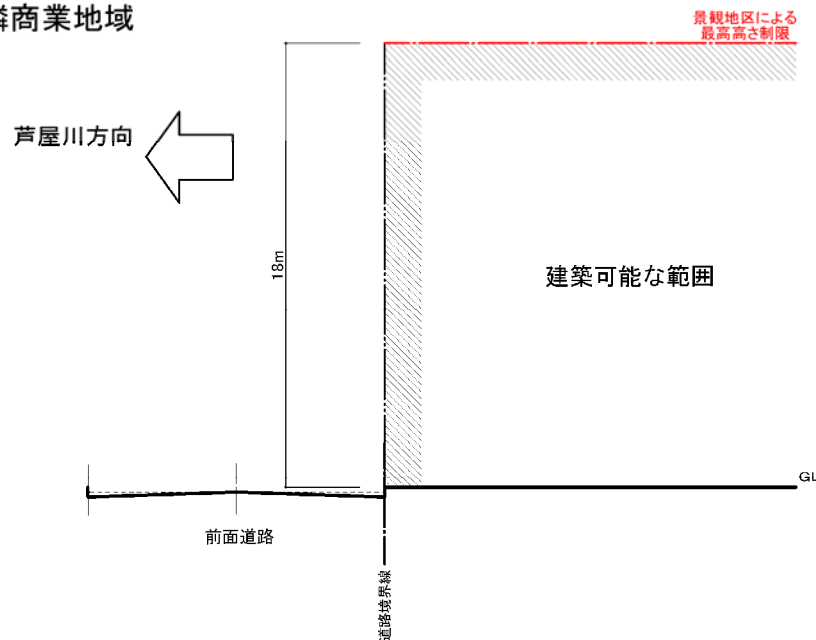 隣商業地域
景観地区による
最高高さ制限
芦屋川方向
18m
建築可能な範囲
GL
前面道路
道路境界線